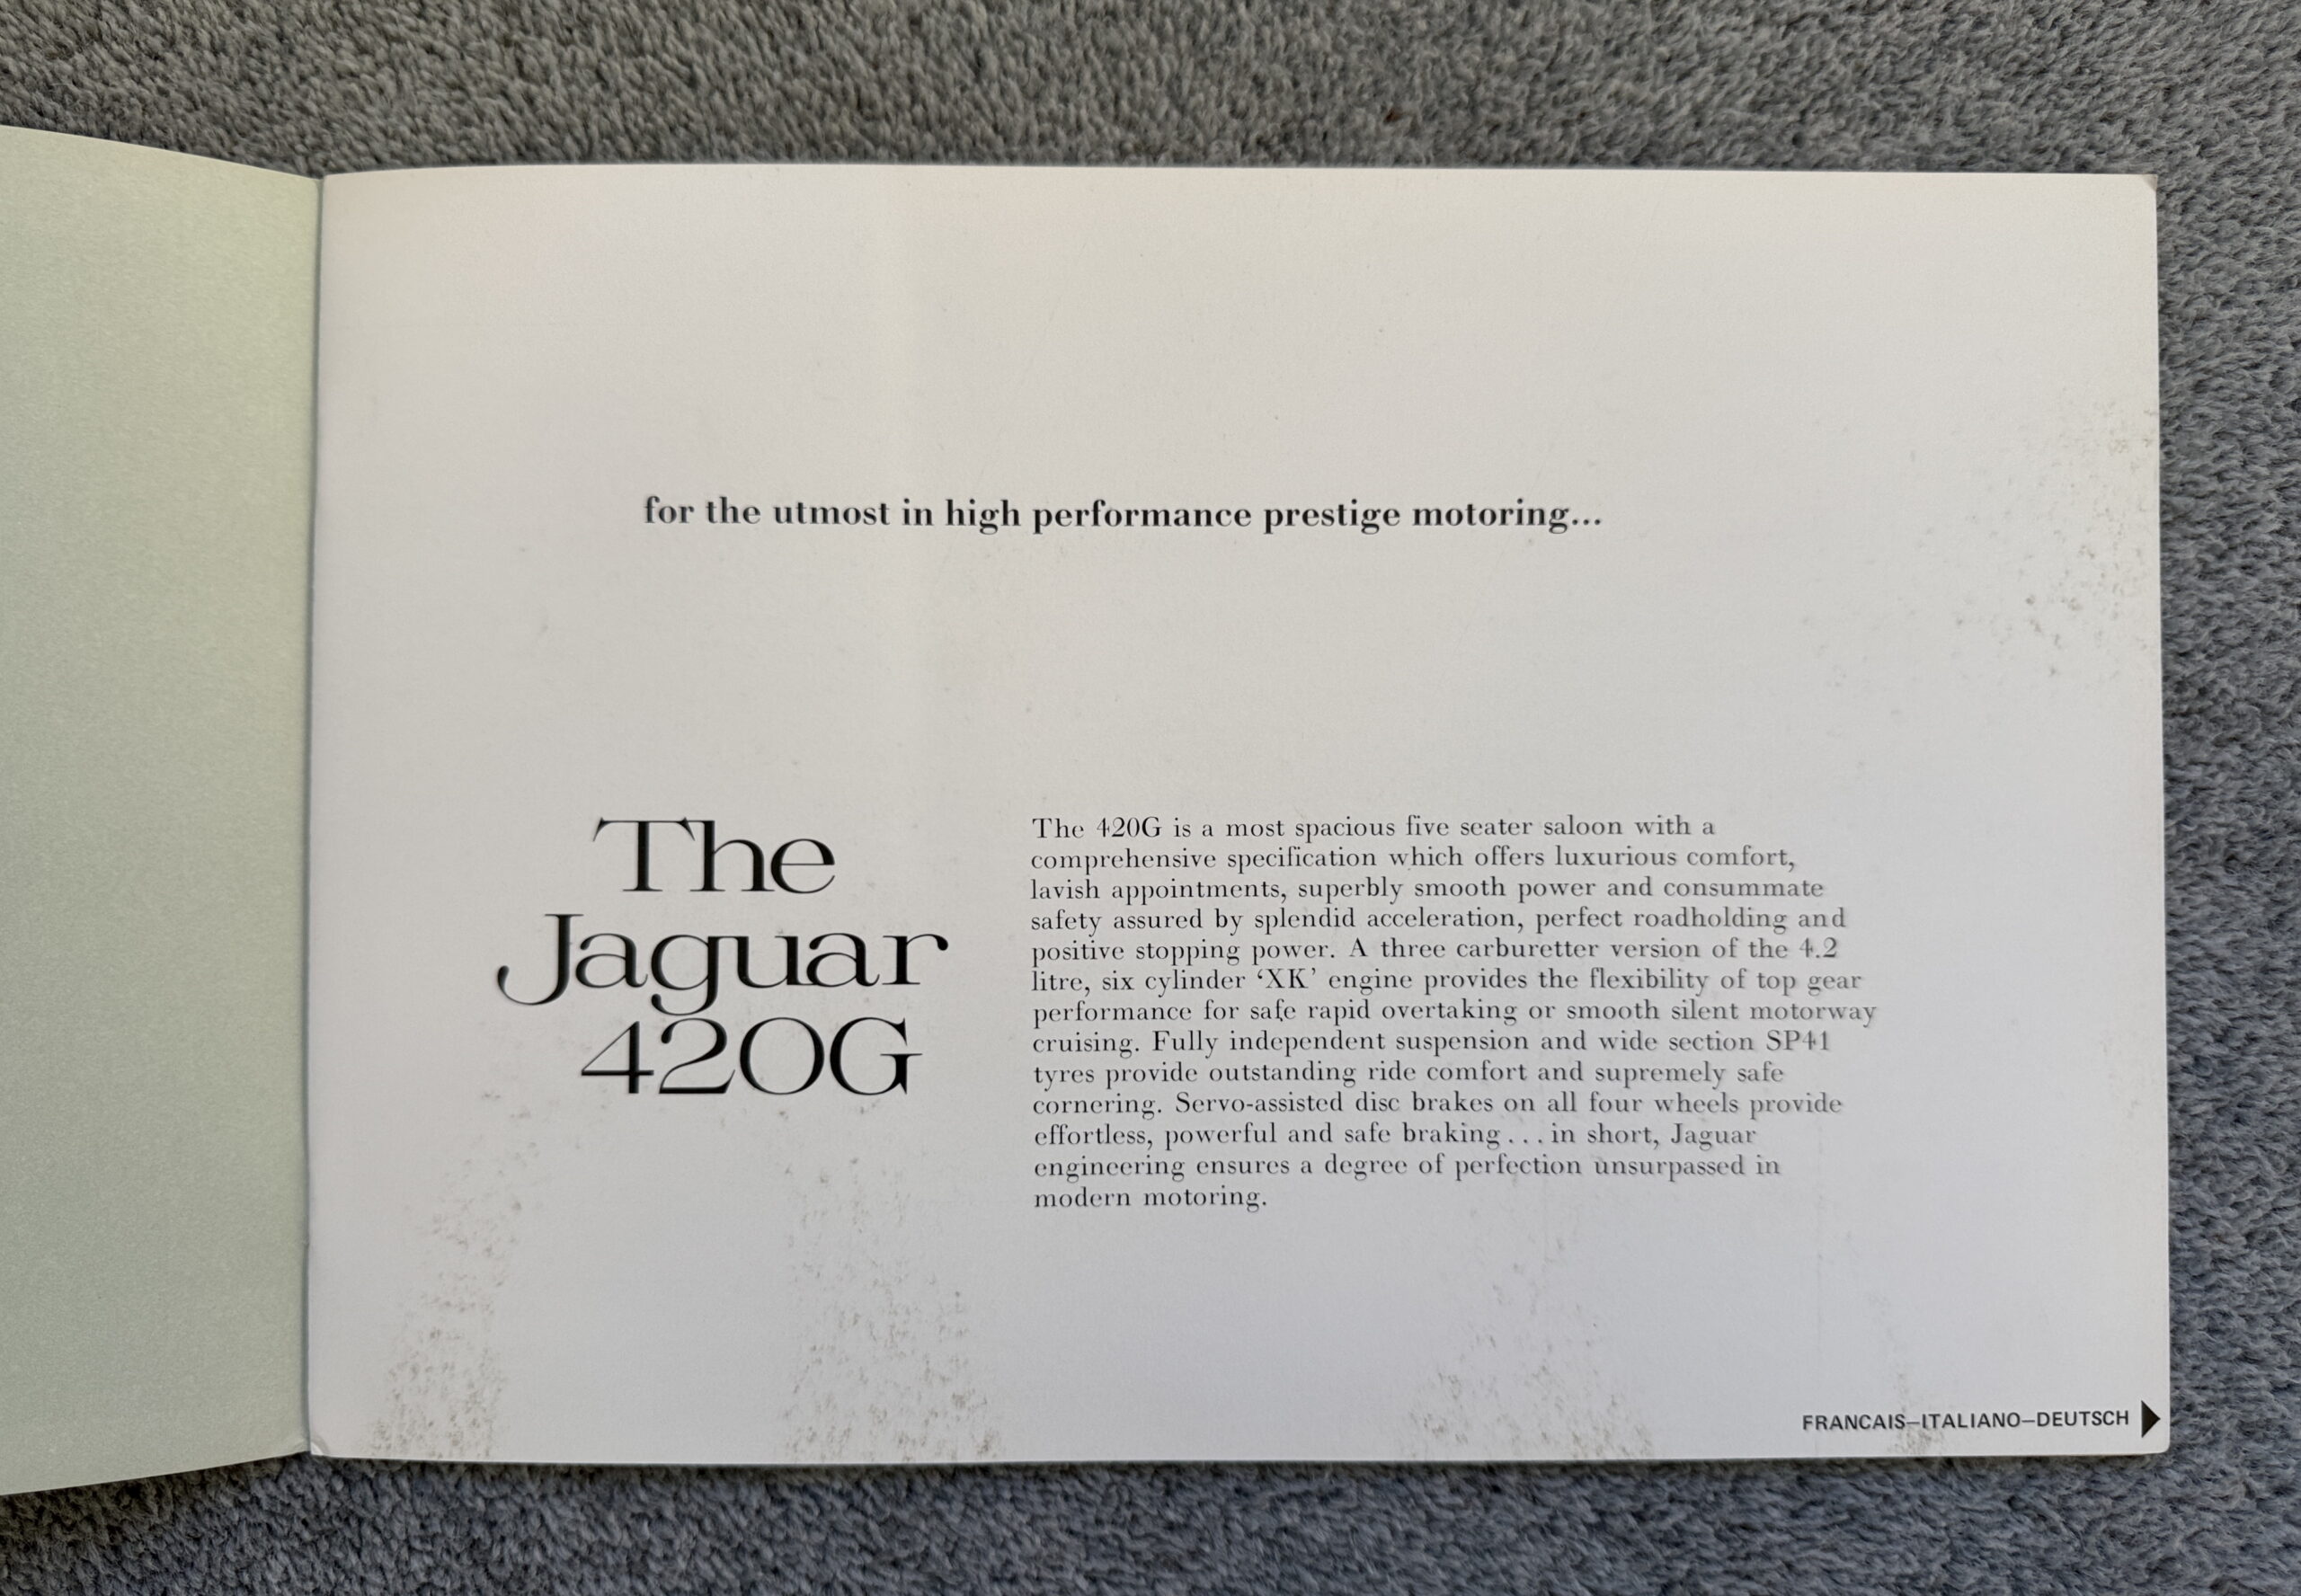 for the utmost in high performance prestige motoring...
The
Jaguar
420G
The 420G is a most spacious five seater saloon with a
comprehensive specification which offers luxurious comfort,
lavish appointments, superbly smooth power and consummate
safety assured by splendid acceleration, perfect roadholding and
positive stopping power. A three carburetter version of the 4.2
litre, six cylinder ‘XK’ engine provides the flexibility of top gear
performance for safe rapid overtaking or smooth silent motorway
cruising. Fully independent suspension and wide section SP41
tyres provide outstanding ride comfort and supremely safe
cornering. Servo-assisted disc brakes on all four wheels provide
effortless, powerful and safe braking . . . in short, Jaguar
engineering ensures a degree of perfection unsurpassed in
modern motoring.
FRANCAIS—ITALIANO—DEUTSCH